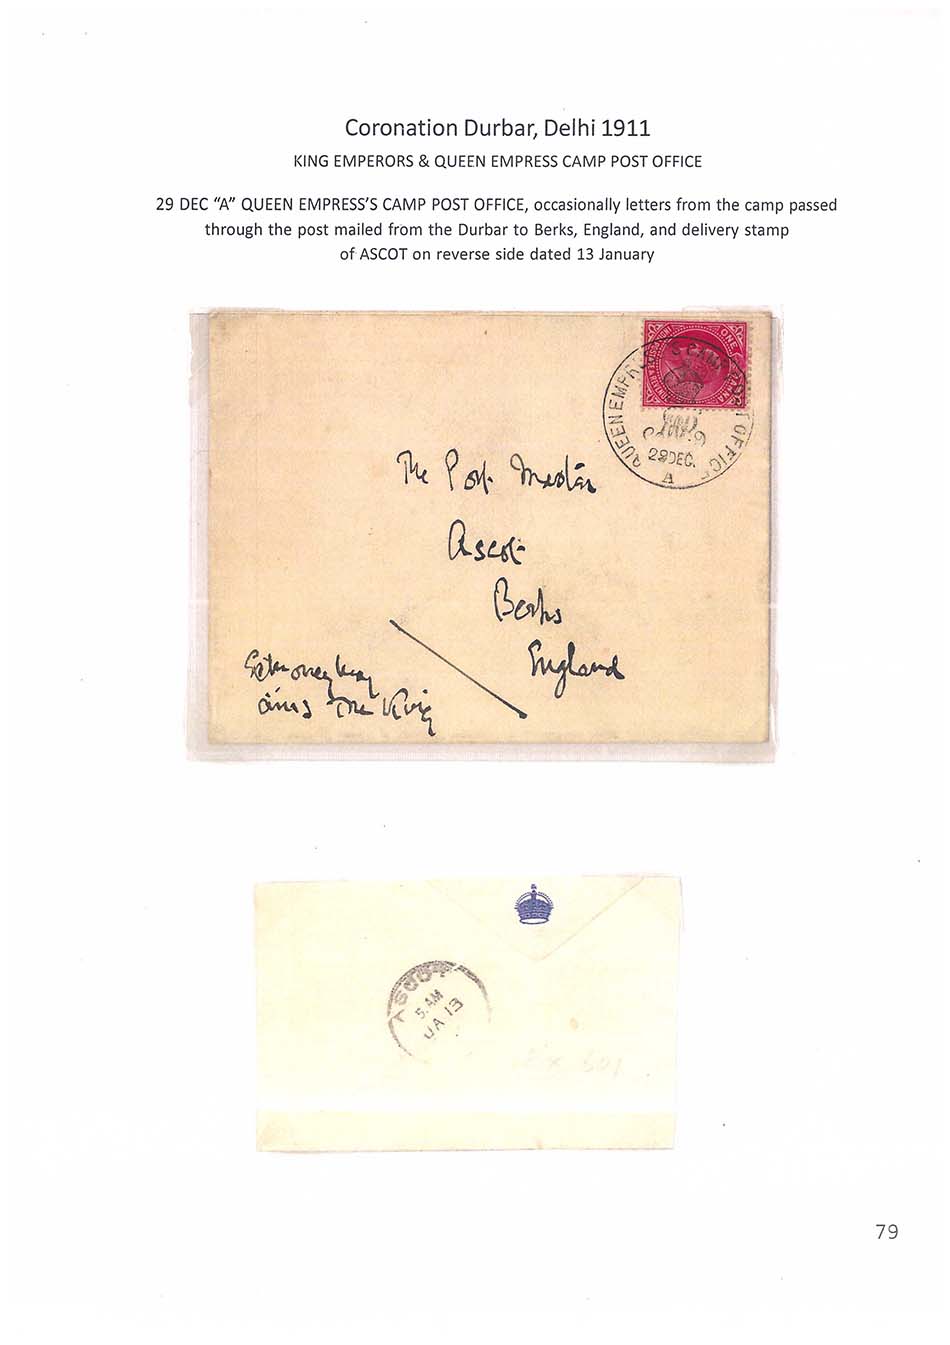 Coronation Durbar, Delhi 1911
KING EMPERORS & QUEEN EMPRESS CAMP POST OFFICE
29 DEC “A” QUEEN EMPRESS’S CAMP POST OFFICE, occasionally letters from the camp passed
through the post mailed from the Durbar to Berks, England, and delivery stamp
of ASCOT on reverse side dated 13 January
ONE ANNA
QUEEN EMPRESS'S CAMP POST OFFICE
29 DEC.
A
The Post Master
Ascot
Berks
England
The King
ASCOT
5. AM
JA 13
79